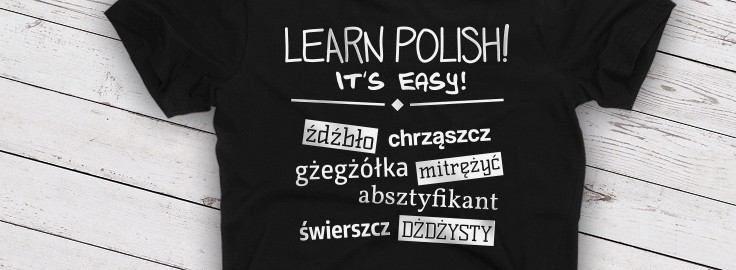 LEARN POLISH!
IT'S EASY!
źdźbło chrząszcz
gżegżółka mitrężyć
absztyfikant
świerszcz DŻDŻYSTY